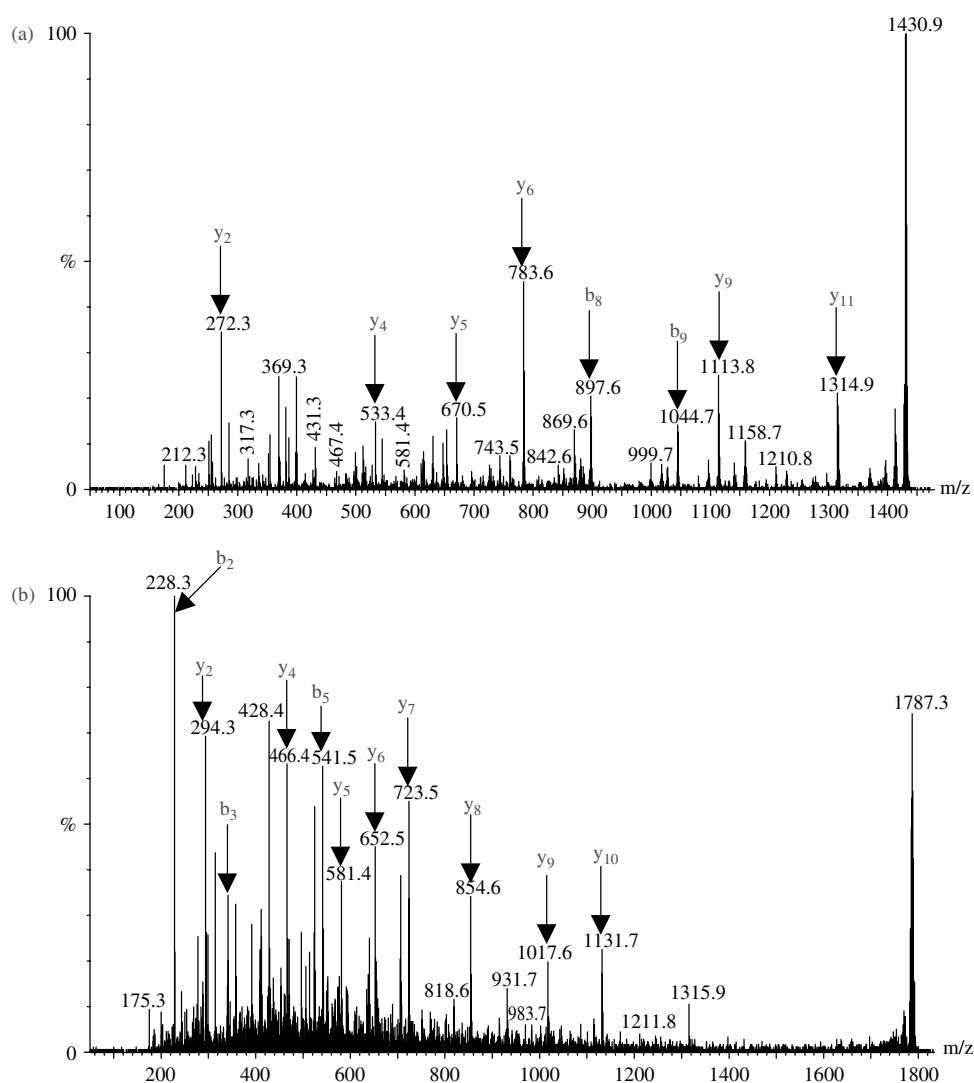 (a)
100
%
0
y2
272.3
212.3
317.3
369.3
431.3
467.4
y4
533.4
581.4
y5
670.5
743.5
y6
783.6
842.6
869.6
b8
897.6
999.7
b9
1044.7
y9
1113.8
1158.7
1210.8
y11
1314.9
1430.9
100 200 300 400 500 600 700 800 900 1000 1100 1200 1300 1400 m/z
(b)
100
%
0
b2
228.3
175.3
y2
294.3
b3
428.4
y4
466.4
b5
541.5
y5
581.4
y6
652.5
y7
723.5
818.6
y8
854.6
931.7
983.7
y9
1017.6
y10
1131.7
1211.8
1315.9
1787.3
200 400 600 800 1000 1200 1400 1600 1800 m/z